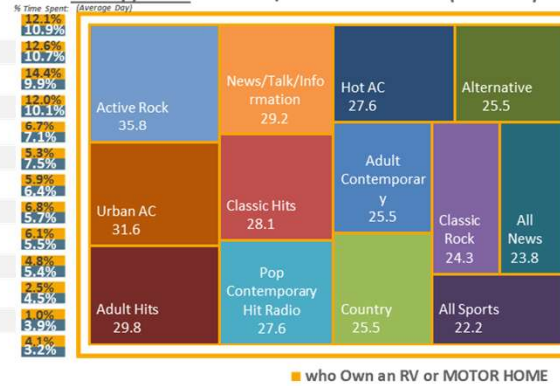 % Time Spent: (Average Day)
12.1%
10.9%
12.6%
10.7%
14.4%
9.9%
12.0%
10.1%
6.7%
7.1%
5.3%
7.5%
5.9%
6.4%
6.8%
5.7%
6.1%
5.5%
4.8%
5.4%
2.5%
4.5%
1.0%
3.9%
4.1%
3.2%
Active Rock
35.8
Urban AC
31.6
Adult Hits
29.8
News/Talk/Info
rmation
29.2
Classic Hits
28.1
Pop
Contemporary
Hit Radio
27.6
Hot AC
27.6
Alternative
25.5
Adult
Contemporar
y
25.5
Country
25.5
Classic
Rock
24.3
All
News
23.8
All Sports
22.2
who Own an RV or MOTOR HOME